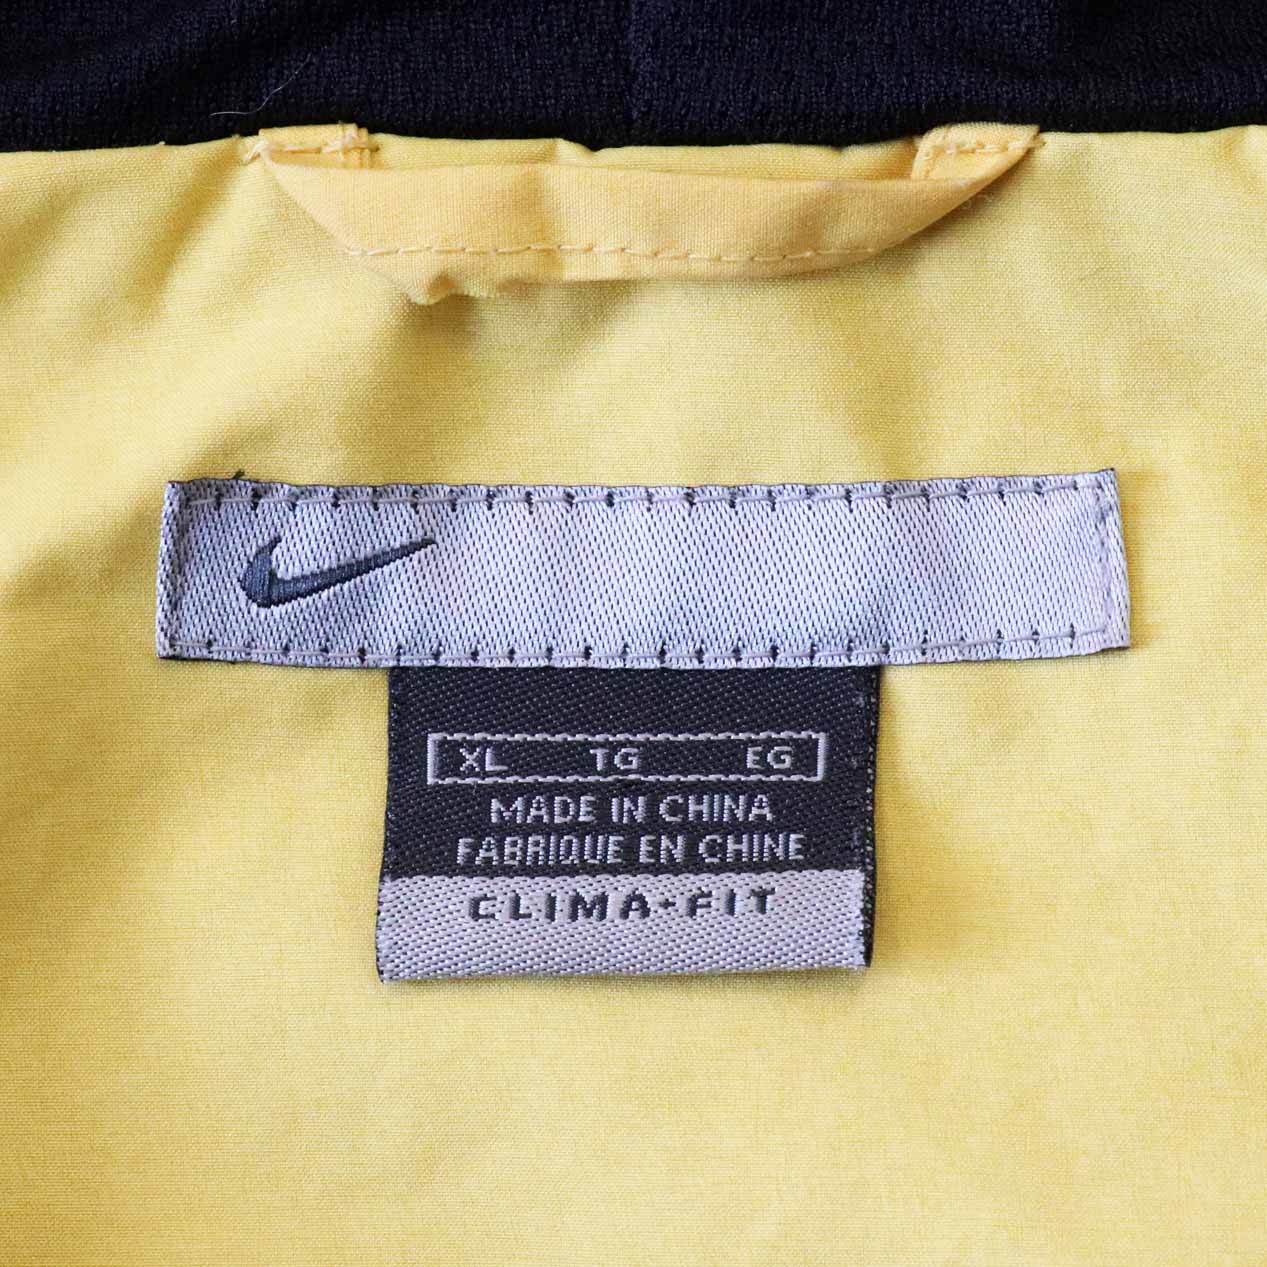 XL TG EG
MADE IN CHINA
FABRIQUE EN CHINE
CLIMA-FIT